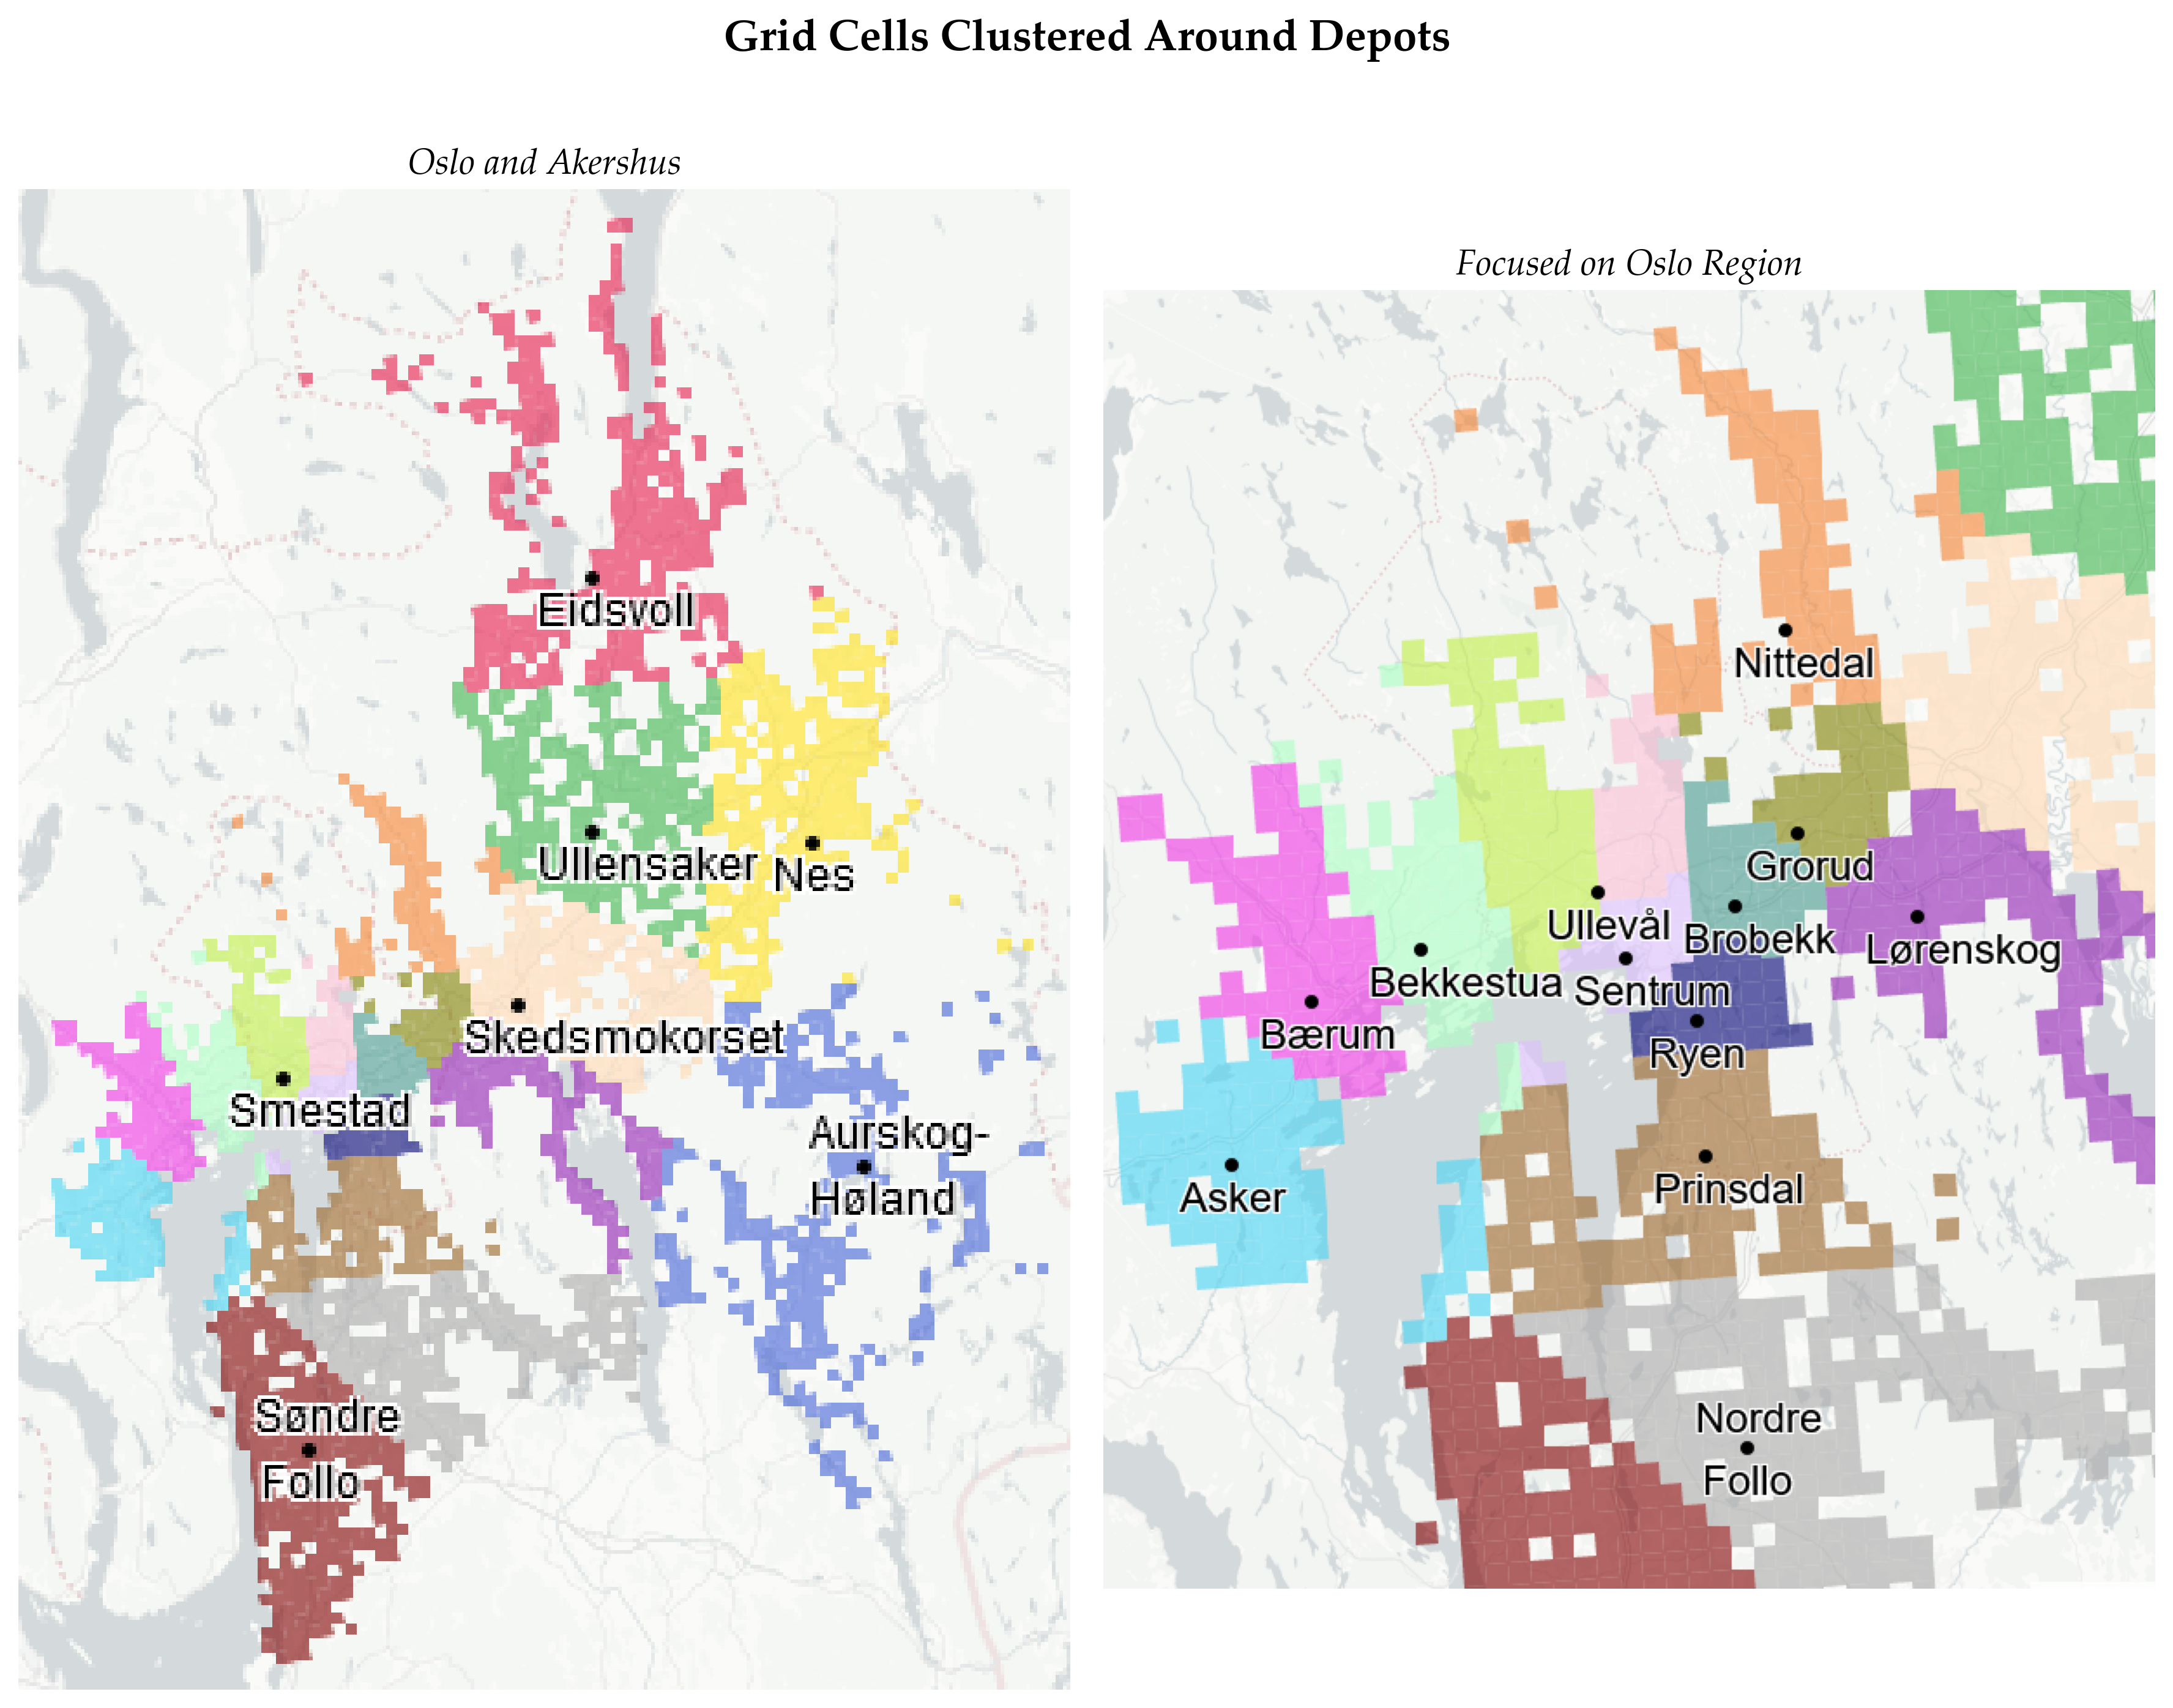 Grid Cells Clustered Around Depots
Oslo and Akershus
Eidsvoll
Ullensaker
Nes
Skedsmokorset
Smestad
Aurskog-
Høland
Søndre
Follo
Focused on Oslo Region
Nittedal
Grorud
Ullevål
Brobekk
Lørenskog
Bekkestua
Sentrum
Bærum
Ryen
Asker
Prinsdal
Nordre
Follo